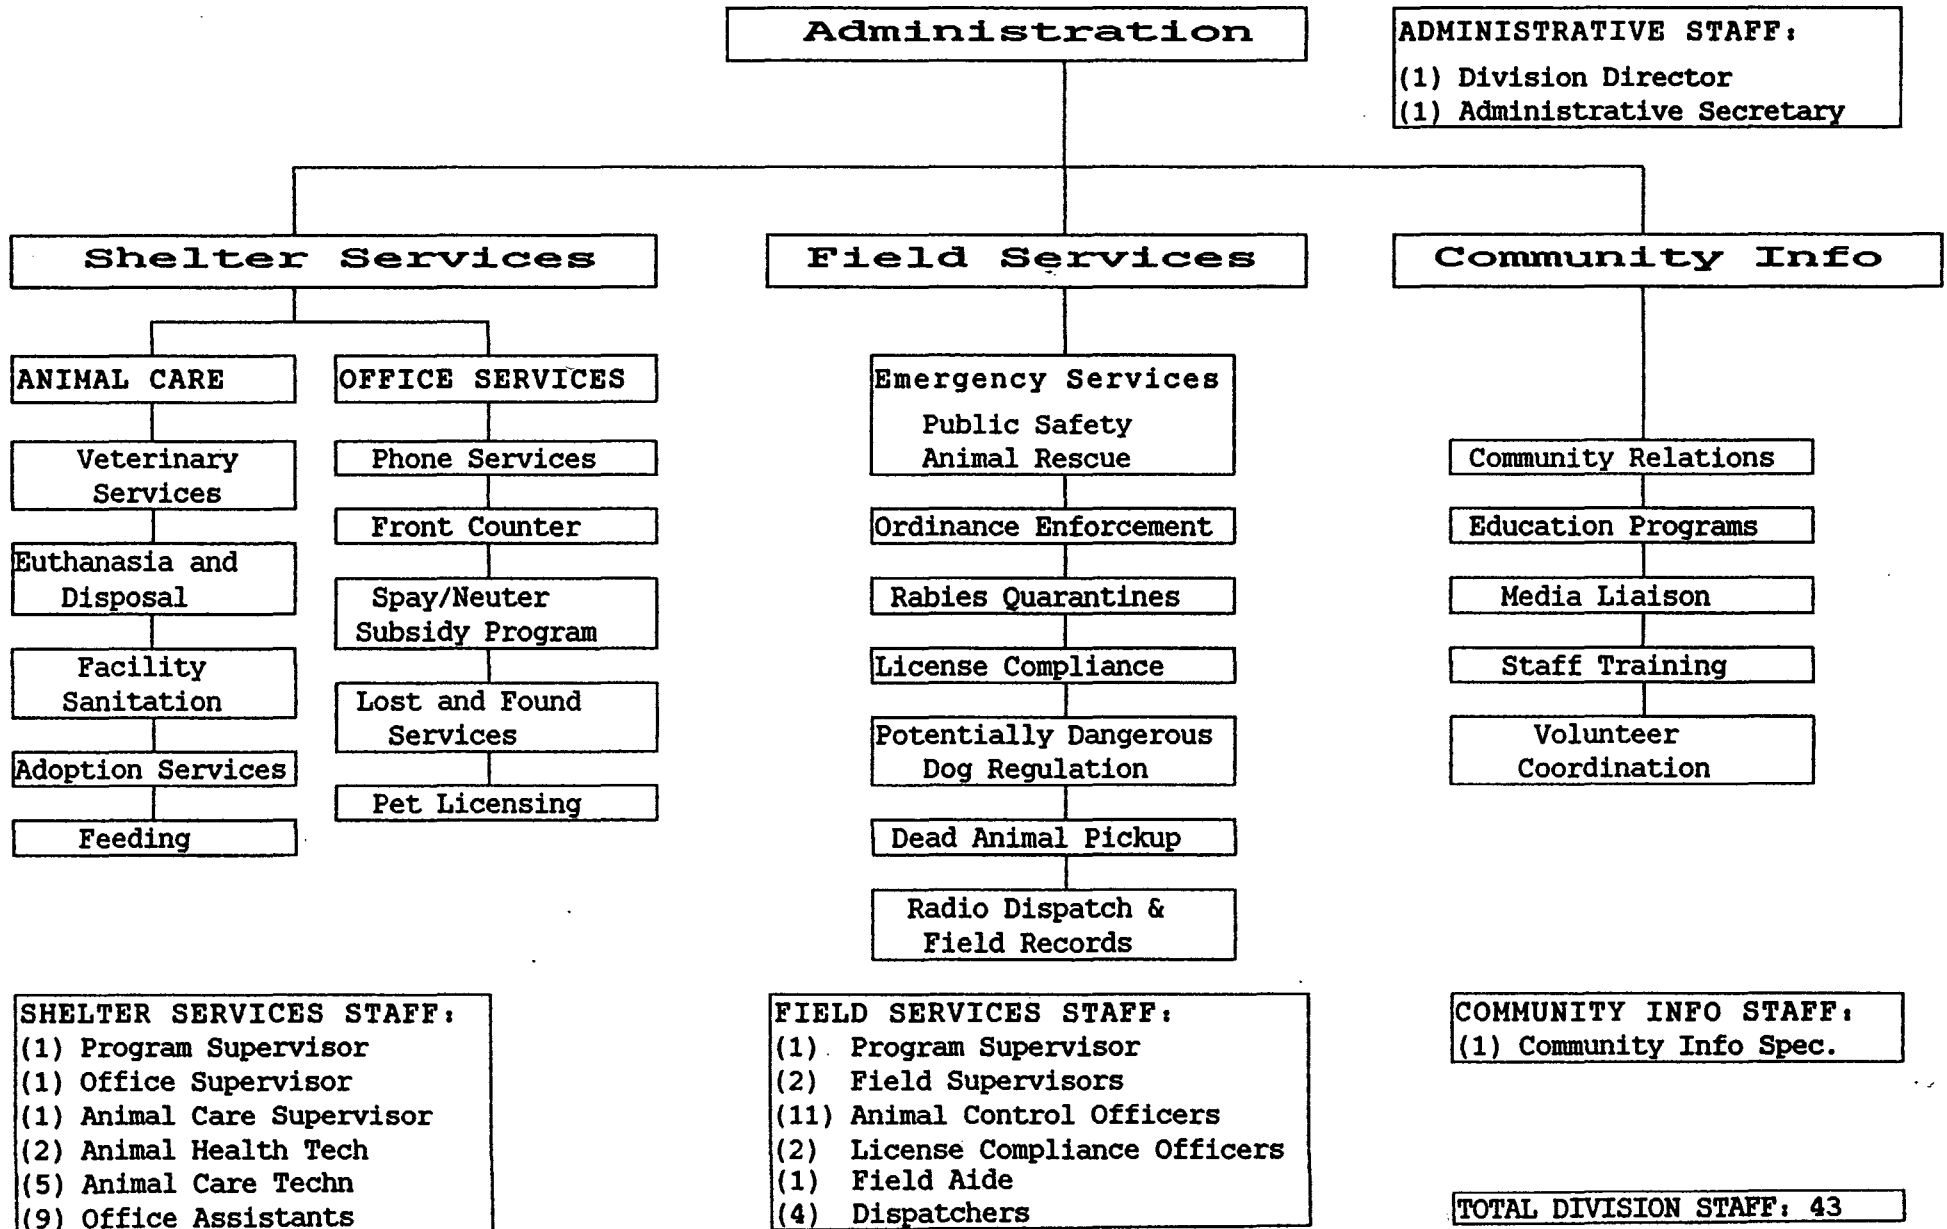 Administration
ADMINISTRATIVE STAFF:
(1) Division Director
(1) Administrative Secretary
Shelter Services
Field Services
Community Info
ANIMAL CARE
Veterinary
Services
Euthanasia and
Disposal
Facility
Sanitation
Adoption Services
Feeding
OFFICE SERVICES
Phone Services
Front Counter
Spay/Neuter
Subsidy Program
Lost and Found
Services
Pet Licensing
Emergency Services
Public Safety
Animal Rescue
Ordinance Enforcement
Rabies Quarantines
License Compliance
Potentially Dangerous
Dog Regulation
Dead Animal Pickup
Radio Dispatch &
Field Records
Community Relations
Education Programs
Media Liaison
Staff Training
Volunteer
Coordination
SHELTER SERVICES STAFF:
(1) Program Supervisor
(1) Office Supervisor
(1) Animal Care Supervisor
(2) Animal Health Tech
(5) Animal Care Techn
(9) Office Assistants
FIELD SERVICES STAFF:
(1) Program Supervisor
(2) Field Supervisors
(11) Animal Control Officers
(2) License Compliance Officers
(1) Field Aide
(4) Dispatchers
COMMUNITY INFO STAFF:
(1) Community Info Spec.
TOTAL DIVISION STAFF: 43